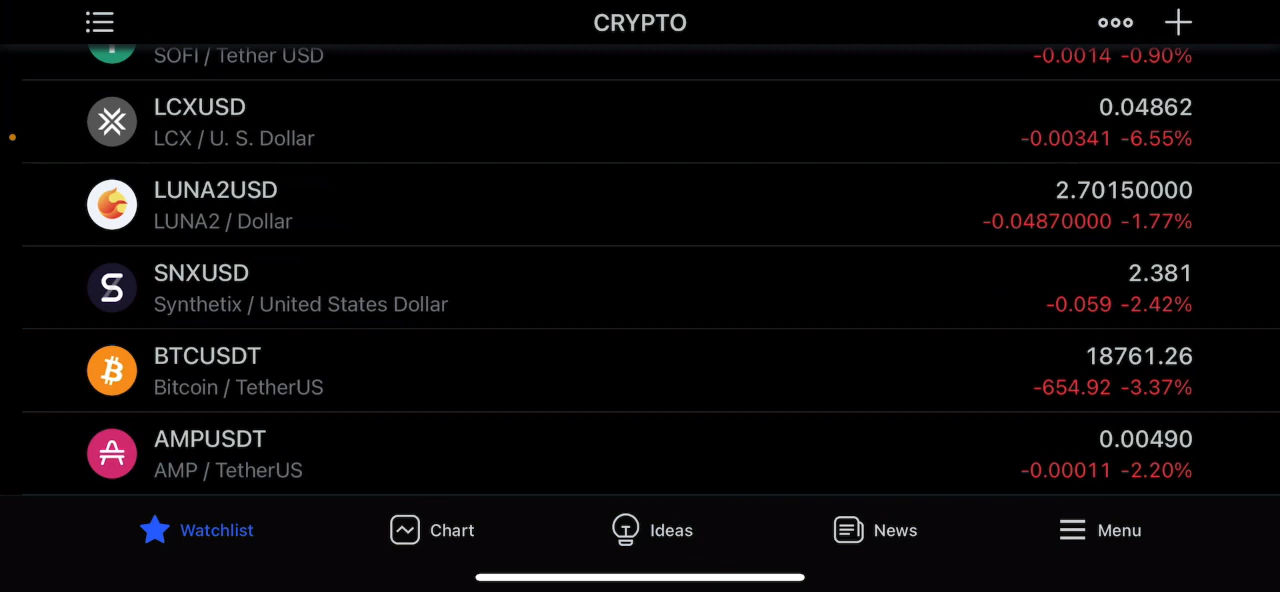 CRYPTO
SOFI / Tether USD
-0.0014 -0.90%
LCXUSD
0.04862
LCX / U. S. Dollar
-0.00341 -6.55%
LUNA2USD
2.70150000
LUNA2 / Dollar
-0.04870000 -1.77%
SNXUSD
2.381
Synthetix / United States Dollar
-0.059 -2.42%
BTCUSDT
18761.26
Bitcoin / TetherUS
-654.92 -3.37%
AMPUSDT
0.00490
AMP / TetherUS
-0.00011 -2.20%
Watchlist
Chart
Ideas
News
Menu